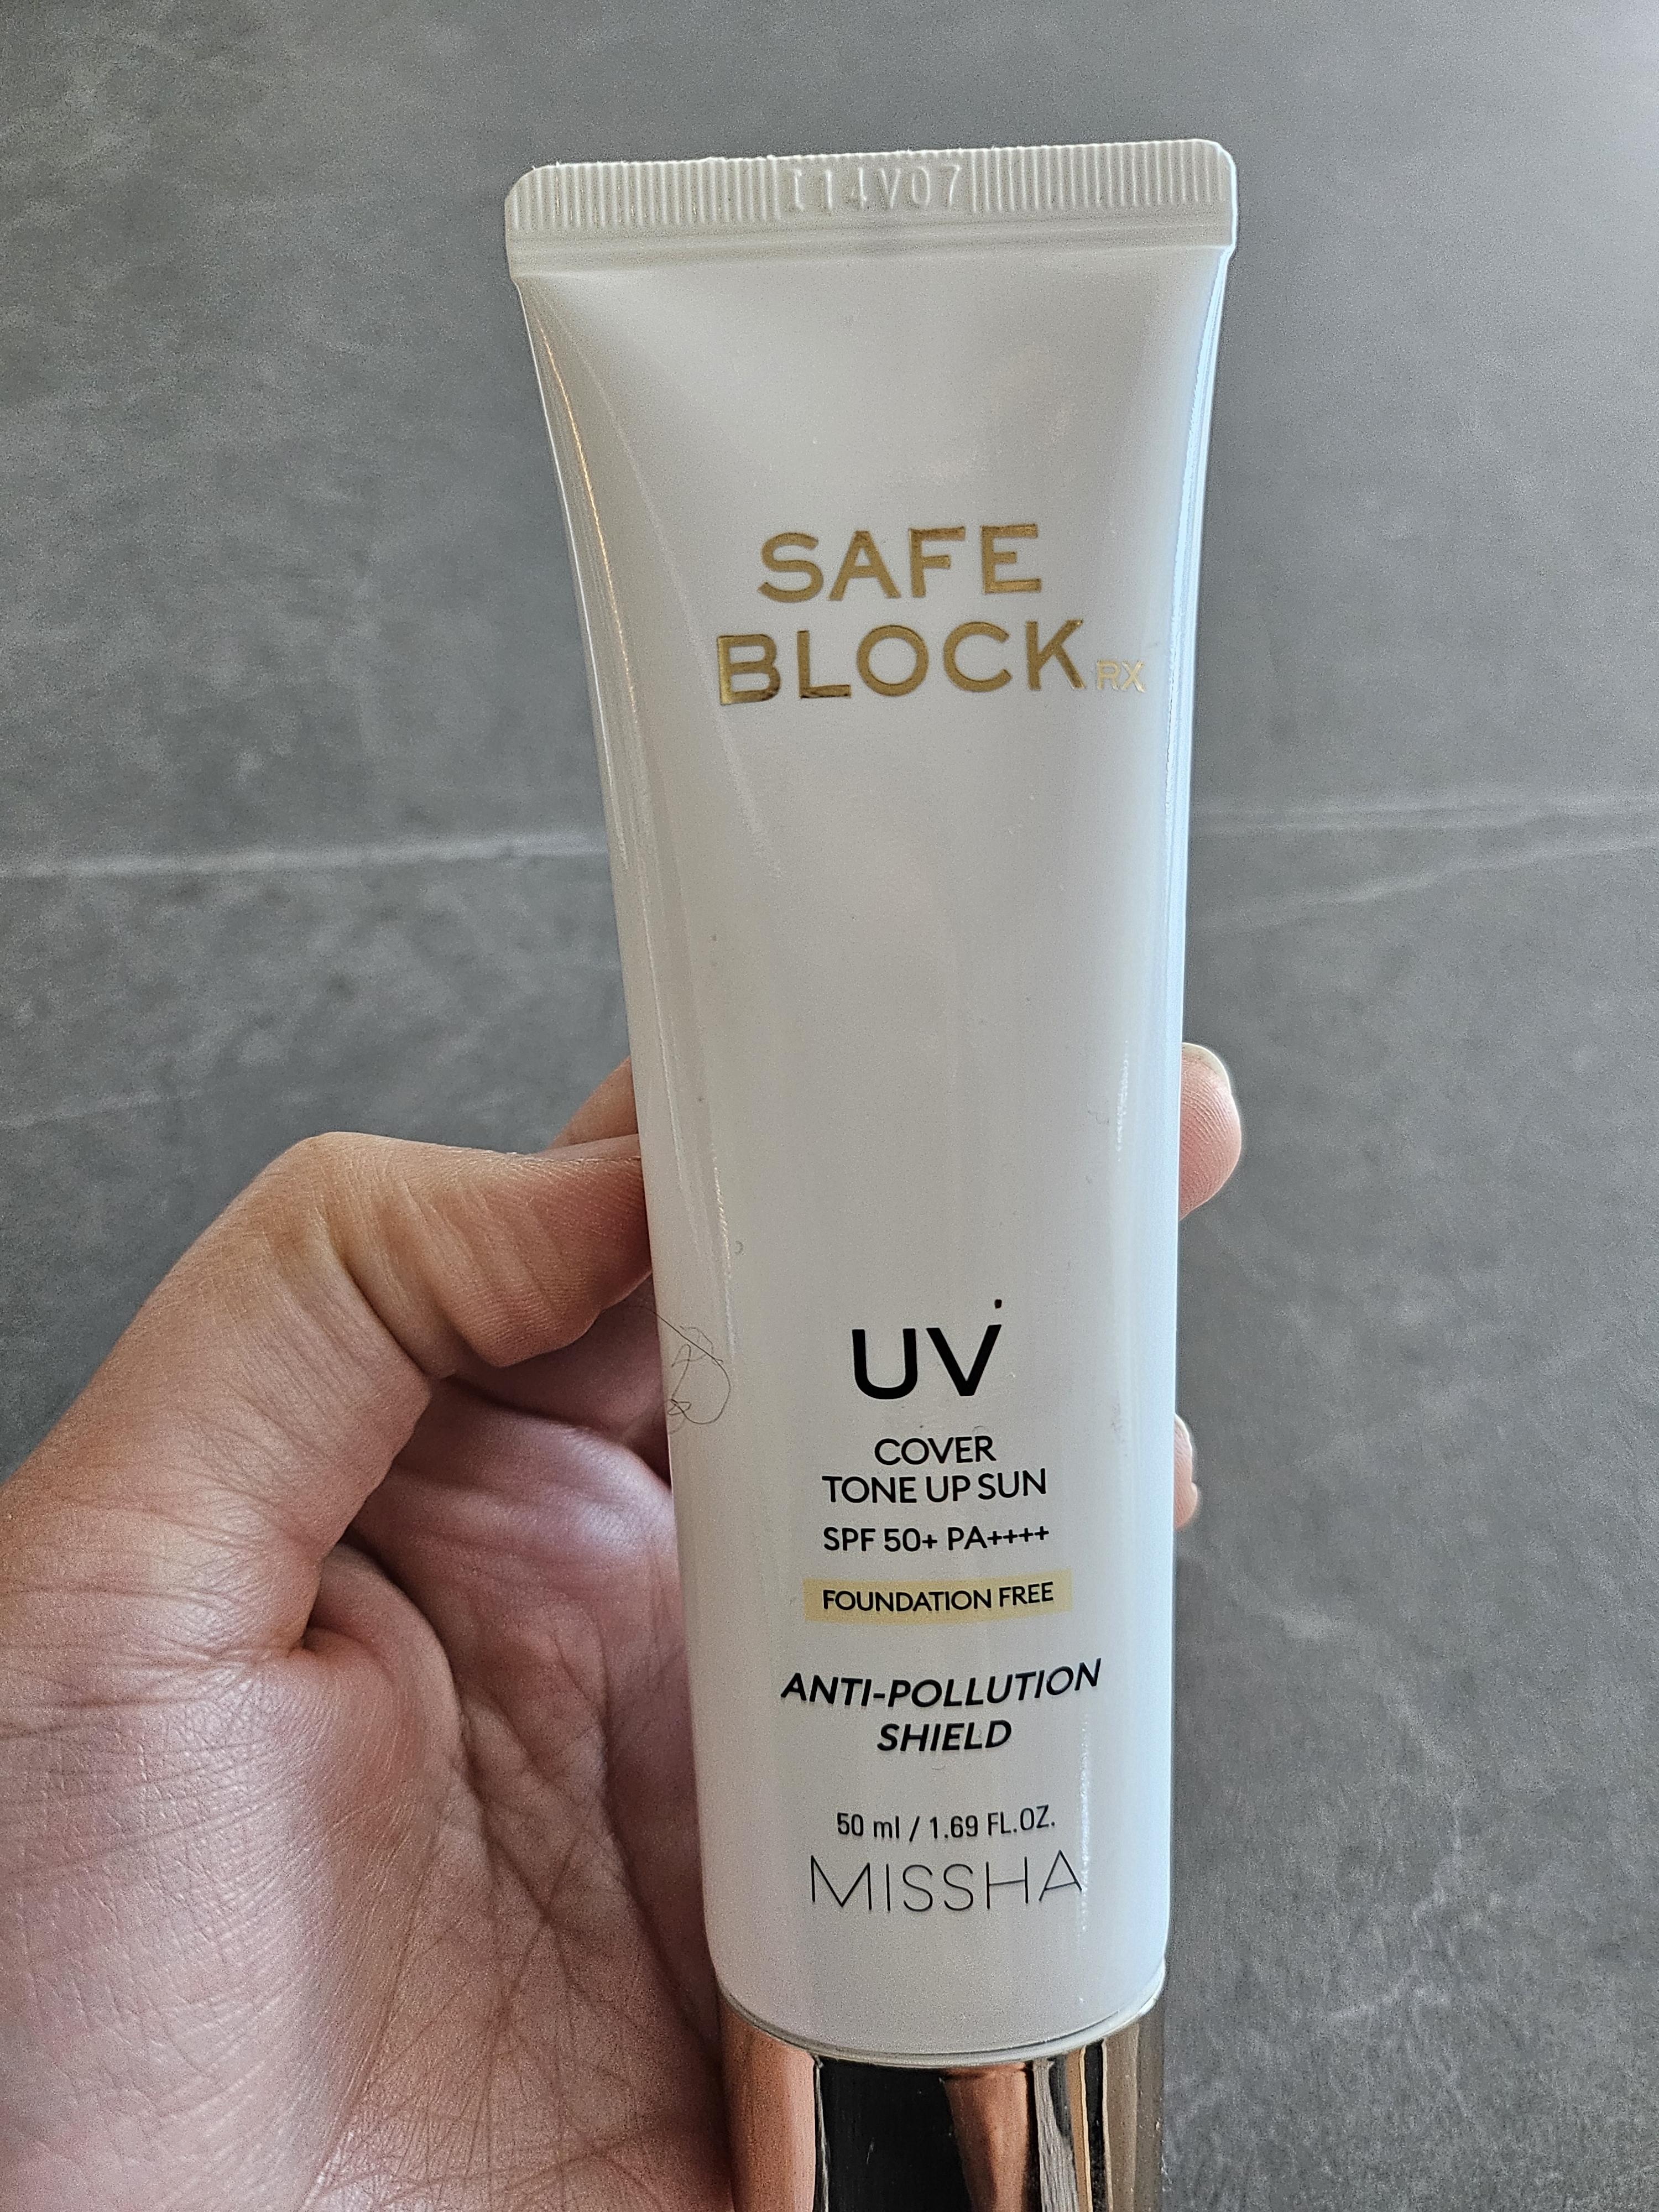 I14V07
SAFE
BLOCK RX
UV
COVER
TONE UP SUN
SPF 50+ PA++++
FOUNDATION FREE
ANTI-POLLUTION
SHIELD
50 ml / 1.69 FL.OZ.
MISSHA